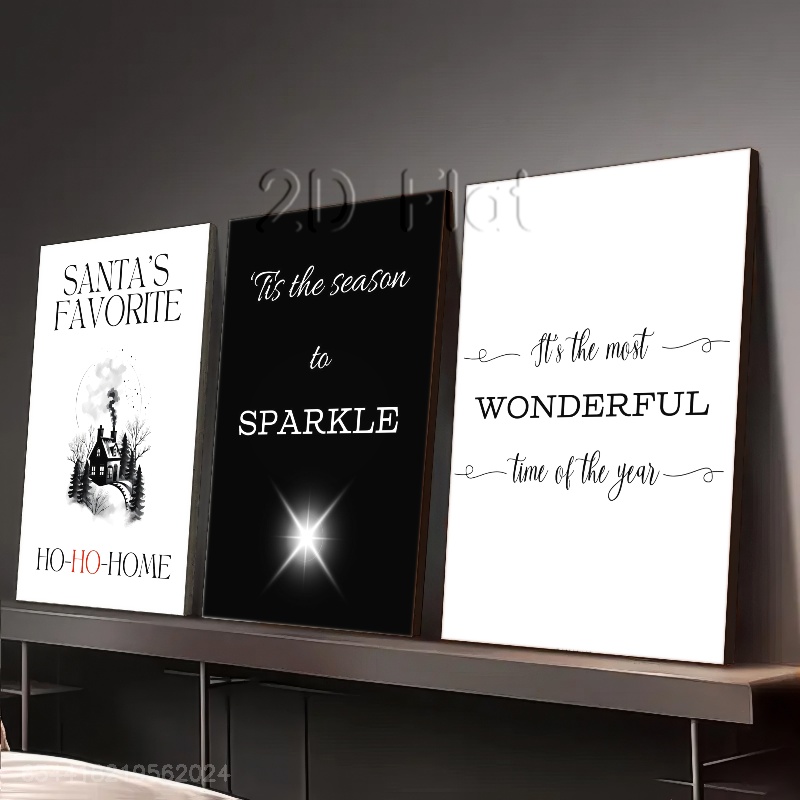 2D Flat
SANTA'S
FAVORITE
HO-HO-HOME
'Tis the season
to
SPARKLE
It's the most
WONDERFUL
time of the year